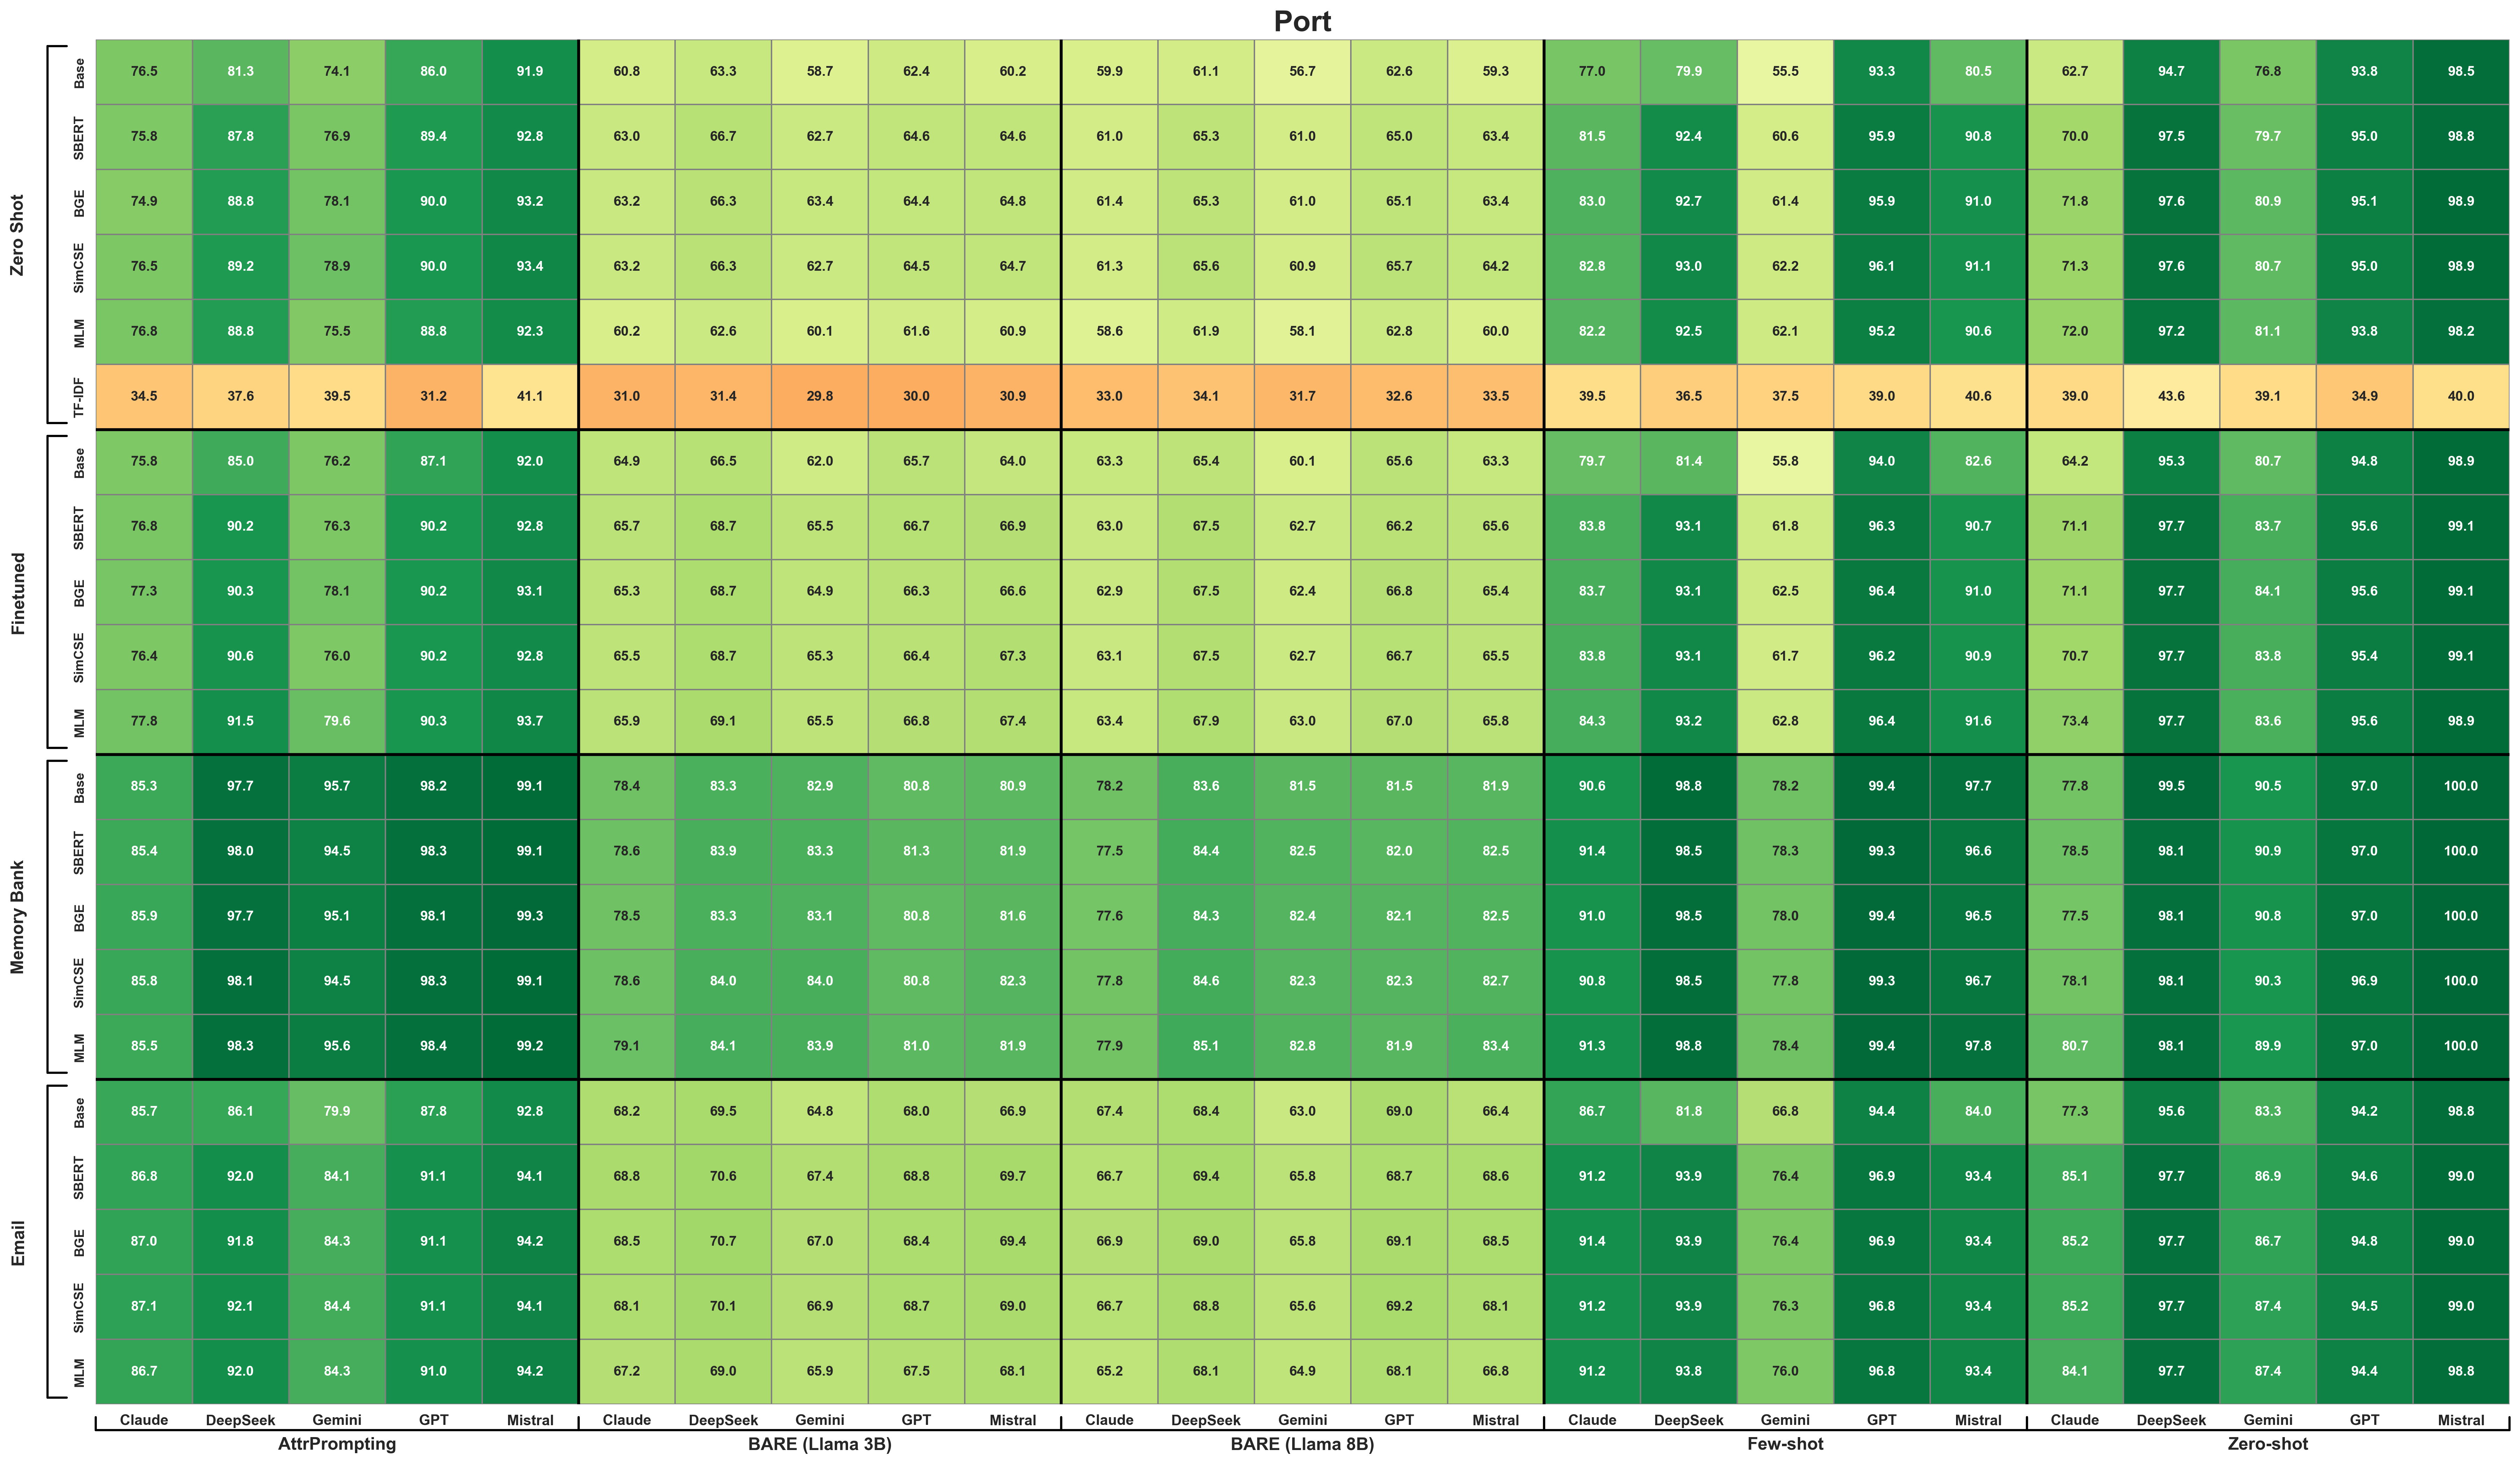 Port
Zero Shot
Base 76.5 81.3 74.1 86.0 91.9 60.8 63.3 58.7 62.4 60.2 59.9 61.1 56.7 62.6 59.3 77.0 79.9 55.5 93.3 80.5 62.7 94.7 76.8 93.8 98.5
SBERT 75.8 87.8 76.9 89.4 92.8 63.0 66.7 62.7 64.6 64.6 61.0 65.3 61.0 65.0 63.4 81.5 92.4 60.6 95.9 90.8 70.0 97.5 79.7 95.0 98.8
BGE 74.9 88.8 78.1 90.0 93.2 63.2 66.3 63.4 64.4 64.8 61.4 65.3 61.0 65.1 63.4 83.0 92.7 61.4 95.9 91.0 71.8 97.6 80.9 95.1 98.9
SimCSE 76.5 89.2 78.9 90.0 93.4 63.2 66.3 62.7 64.5 64.7 61.3 65.6 60.9 65.7 64.2 82.8 93.0 62.2 96.1 91.1 71.3 97.6 80.7 95.0 98.9
MLM 76.8 88.8 75.5 88.8 92.3 60.2 62.6 60.1 61.6 60.9 58.6 61.9 58.1 62.8 60.0 82.2 92.5 62.1 95.2 90.6 72.0 97.2 81.1 93.8 98.2
TF-IDF 34.5 37.6 39.5 31.2 41.1 31.0 31.4 29.8 30.0 30.9 33.0 34.1 31.7 32.6 33.5 39.5 36.5 37.5 39.0 40.6 39.0 43.6 39.1 34.9 40.0
Finetuned
Base 75.8 85.0 76.2 87.1 92.0 64.9 66.5 62.0 65.7 64.0 63.3 65.4 60.1 65.6 63.3 79.7 81.4 55.8 94.0 82.6 64.2 95.3 80.7 94.8 98.9
SBERT 76.8 90.2 76.3 90.2 92.8 65.7 68.7 65.5 66.7 66.9 63.0 67.5 62.7 66.2 65.6 83.8 93.1 61.8 96.3 90.7 71.1 97.7 83.7 95.6 99.1
BGE 77.3 90.3 78.1 90.2 93.1 65.3 68.7 64.9 66.3 66.6 62.9 67.5 62.4 66.8 65.4 83.7 93.1 62.5 96.4 91.0 71.1 97.7 84.1 95.6 99.1
SimCSE 76.4 90.6 76.0 90.2 92.8 65.5 68.7 65.3 66.4 67.3 63.1 67.5 62.7 66.7 65.5 83.8 93.1 61.7 96.2 90.9 70.7 97.7 83.8 95.4 99.1
MLM 77.8 91.5 79.6 90.3 93.7 65.9 69.1 65.5 66.8 67.4 63.4 67.9 63.0 67.0 65.8 84.3 93.2 62.8 96.4 91.6 73.4 97.7 83.6 95.6 98.9
Memory Bank
Base 85.3 97.7 95.7 98.2 99.1 78.4 83.3 82.9 80.8 80.9 78.2 83.6 81.5 81.5 81.9 90.6 98.8 78.2 99.4 97.7 77.8 99.5 90.5 97.0 100.0
SBERT 85.4 98.0 94.5 98.3 99.1 78.6 83.9 83.3 81.3 81.9 77.5 84.4 82.5 82.0 82.5 91.4 98.5 78.3 99.3 96.6 78.5 98.1 90.9 97.0 100.0
BGE 85.9 97.7 95.1 98.1 99.3 78.5 83.3 83.1 80.8 81.6 77.6 84.3 82.4 82.1 82.5 91.0 98.5 78.0 99.4 96.5 77.5 98.1 90.8 97.0 100.0
SimCSE 85.8 98.1 94.5 98.3 99.1 78.6 84.0 84.0 80.8 82.3 77.8 84.6 82.3 82.3 82.7 90.8 98.5 77.8 99.3 96.7 78.1 98.1 90.3 96.9 100.0
MLM 85.5 98.3 95.6 98.4 99.2 79.1 84.1 83.9 81.0 81.9 77.9 85.1 82.8 81.9 83.4 91.3 98.8 78.4 99.4 97.8 80.7 98.1 89.9 97.0 100.0
Email
Base 85.7 86.1 79.9 87.8 92.8 68.2 69.5 64.8 68.0 66.9 67.4 68.4 63.0 69.0 66.4 86.7 81.8 66.8 94.4 84.0 77.3 95.6 83.3 94.2 98.8
SBERT 86.8 92.0 84.1 91.1 94.1 68.8 70.6 67.4 68.8 69.7 66.7 69.4 65.8 68.7 68.6 91.2 93.9 76.4 96.9 93.4 85.1 97.7 86.9 94.6 99.0
BGE 87.0 91.8 84.3 91.1 94.2 68.5 70.7 67.0 68.4 69.4 66.9 69.0 65.8 69.1 68.5 91.4 93.9 76.4 96.9 93.4 85.2 97.7 86.7 94.8 99.0
SimCSE 87.1 92.1 84.4 91.1 94.1 68.1 70.1 66.9 68.7 69.0 66.7 68.8 65.6 69.2 68.1 91.2 93.9 76.3 96.8 93.4 85.2 97.7 87.4 94.5 99.0
MLM 86.7 92.0 84.3 91.0 94.2 67.2 69.0 65.9 67.5 68.1 65.2 68.1 64.9 68.1 66.8 91.2 93.8 76.0 96.8 93.4 84.1 97.7 87.4 94.4 98.8
Claude DeepSeek Gemini GPT Mistral Claude DeepSeek Gemini GPT Mistral Claude DeepSeek Gemini GPT Mistral Claude DeepSeek Gemini GPT Mistral Claude DeepSeek Gemini GPT Mistral
AttrPrompting BARE (Llama 3B) BARE (Llama 8B) Few-shot Zero-shot